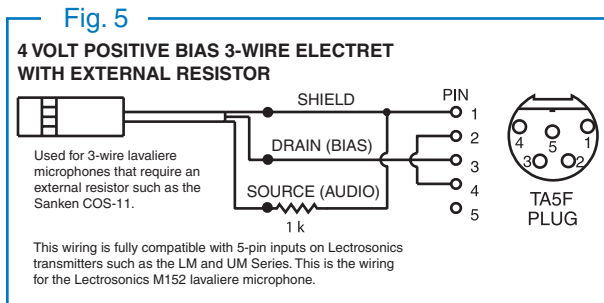 Fig. 5
4 VOLT POSITIVE BIAS 3-WIRE ELECTRET
WITH EXTERNAL RESISTOR
SHIELD
PIN
1
2
DRAIN (BIAS)
3
4
SOURCE (AUDIO)
5
1 k
Used for 3-wire lavaliere
microphones that require an
external resistor such as the
Sanken COS-11.
4
5
1
3
2
TA5F
PLUG
This wiring is fully compatible with 5-pin inputs on Lectrosonics
transmitters such as the LM and UM Series. This is the wiring
for the Lectrosonics M152 lavaliere microphone.